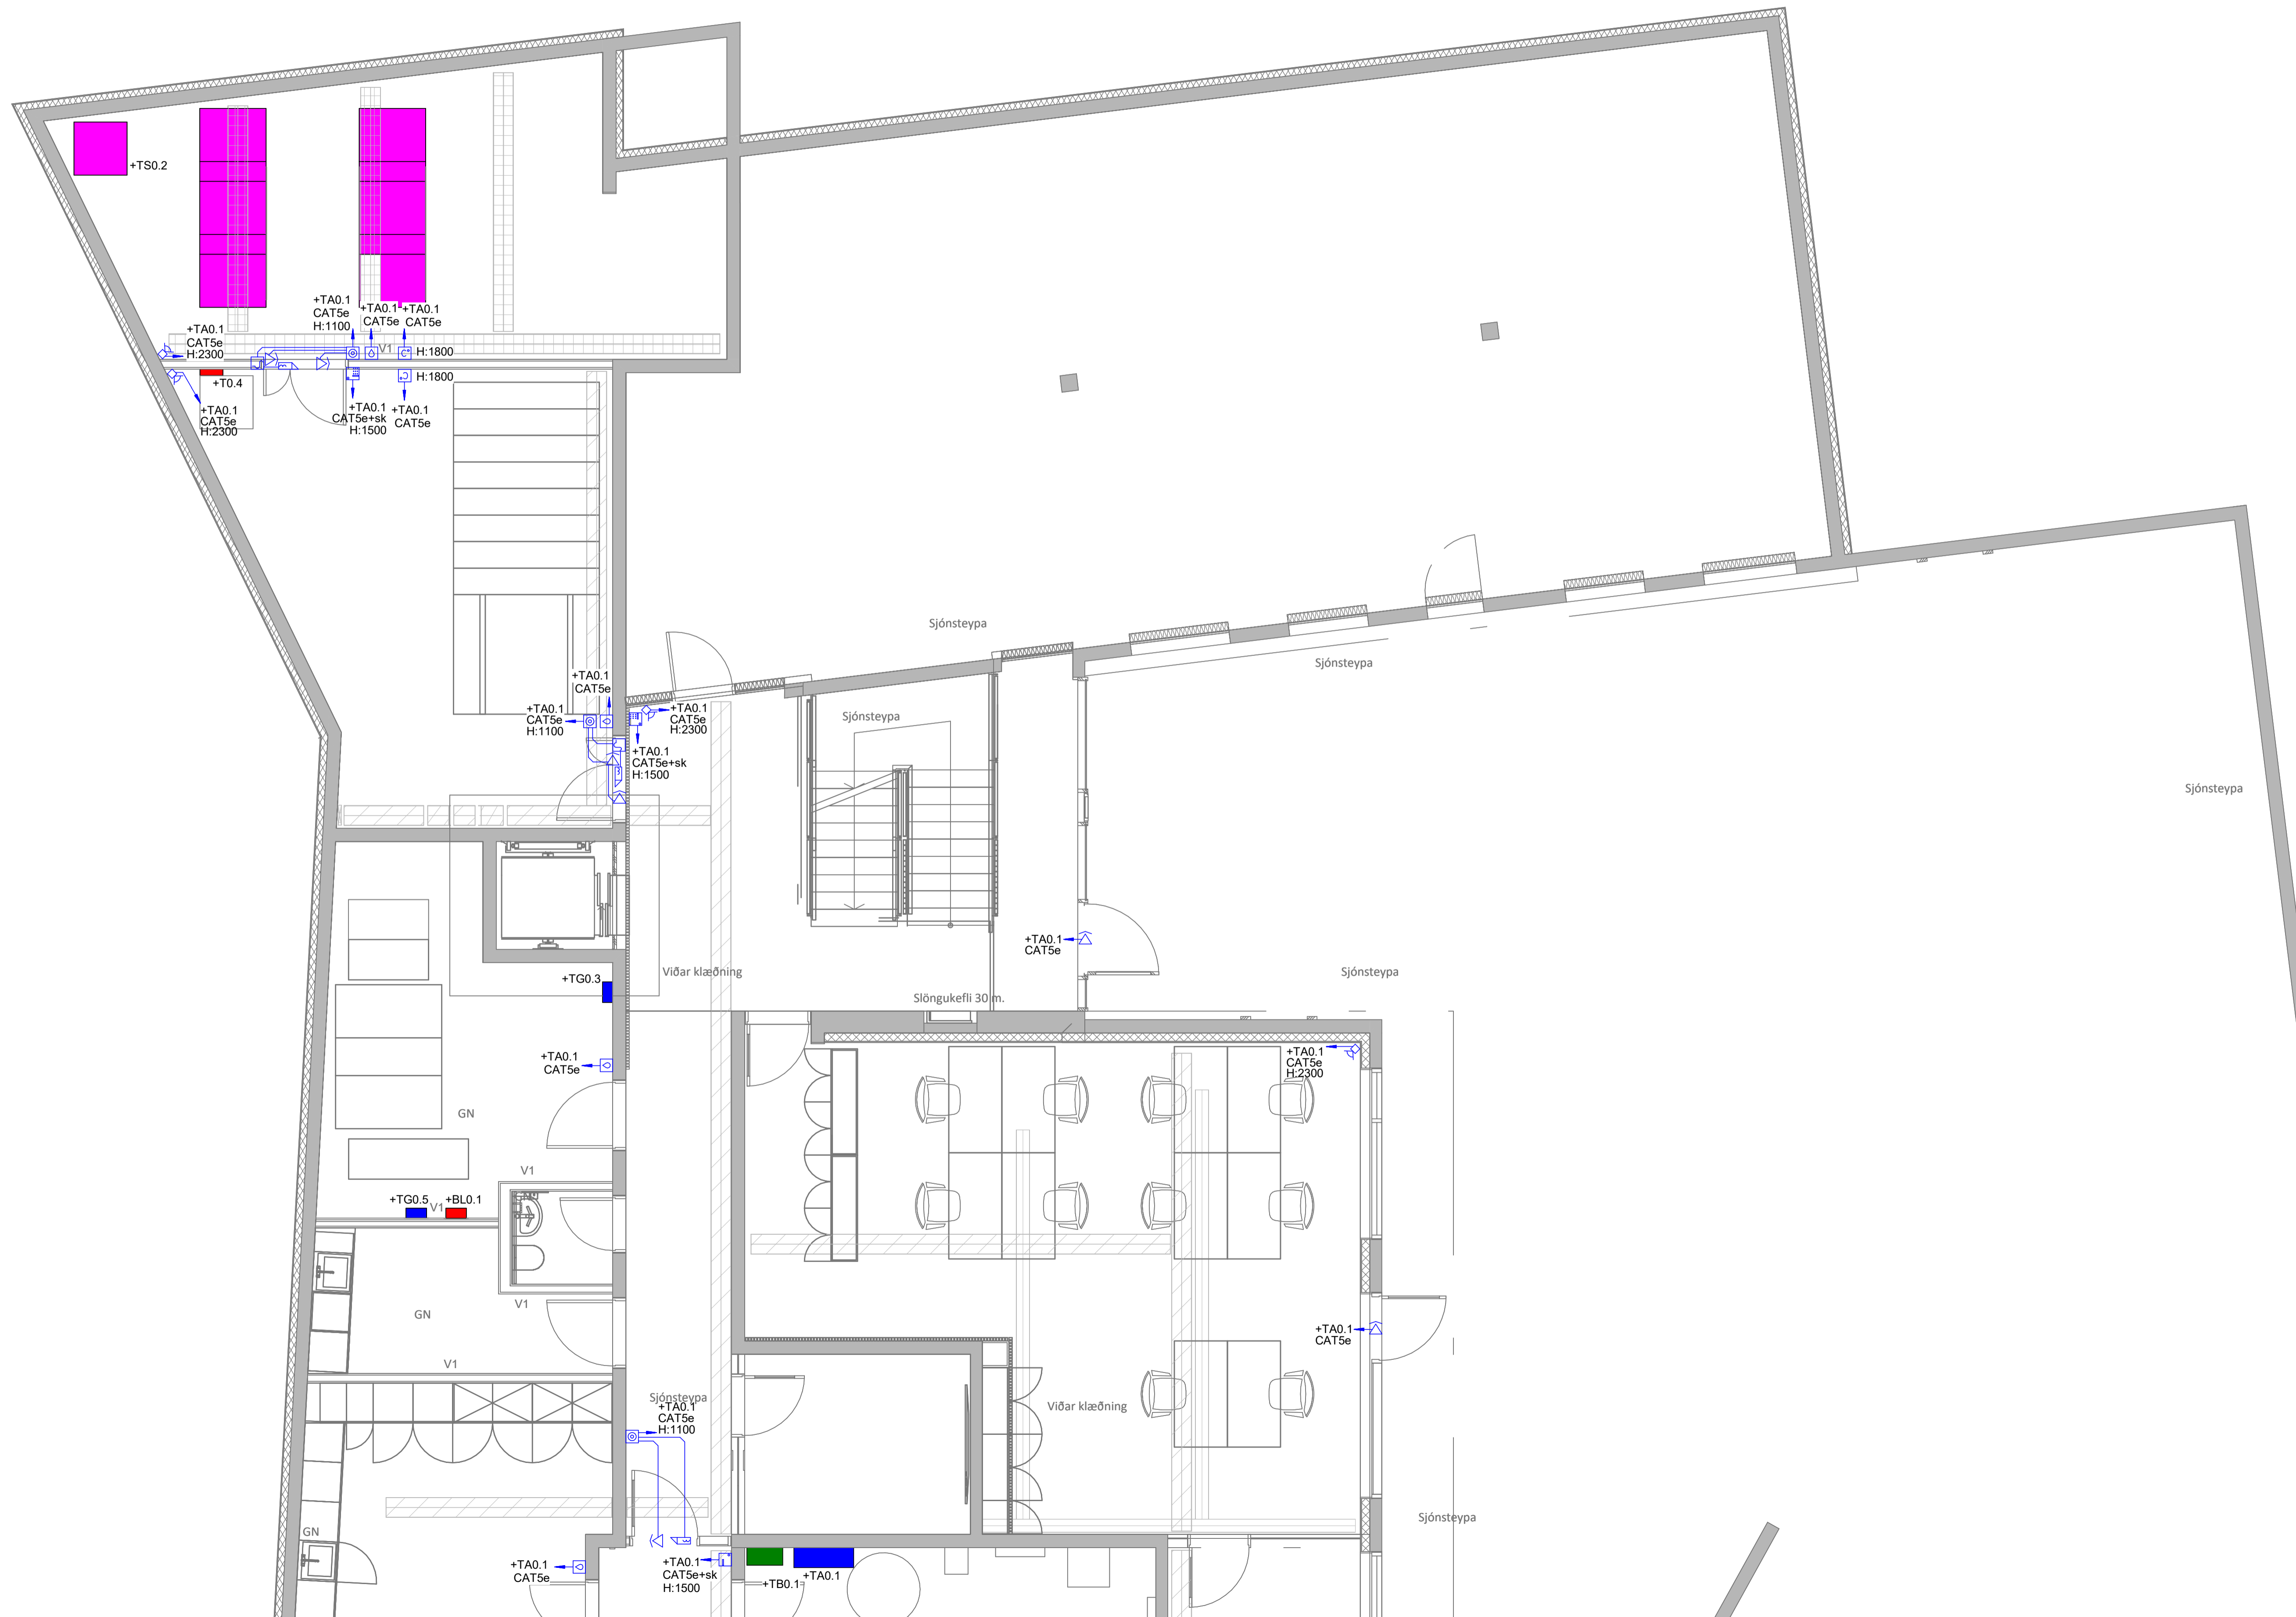 +TS0.2
+TA0.1
CAT5e
H:1100
+TA0.1
CAT5e
+TA0.1
CAT5e
+TA0.1
CAT5e
H:2300
V1
H:1800
+T0.4
H:1800
+TA0.1
CAT5e
H:2300
+TA0.1
CAT5e+sk
H:1500
+TA0.1
CAT5e
Sjónsteypa
Sjónsteypa
+TA0.1
CAT5e
+TA0.1
CAT5e
H:1100
+TA0.1
CAT5e
H:2300
Sjónsteypa
+TA0.1
CAT5e+sk
H:1500
Sjónsteypa
+TA0.1
CAT5e
+TG0.3
Viðar klæðning
Sjónsteypa
Slöngukefli 30 m.
+TA0.1
CAT5e
+TA0.1
CAT5e
H:2300
GN
V1
+TG0.5
V1
+BL0.1
V1
GN
+TA0.1
CAT5e
V1
Sjónsteypa
+TA0.1
CAT5e
H:1100
Viðar klæðning
Sjónsteypa
GN
+TA0.1
CAT5e
+TA0.1
CAT5e+sk
H:1500
+TB0.1
+TA0.1